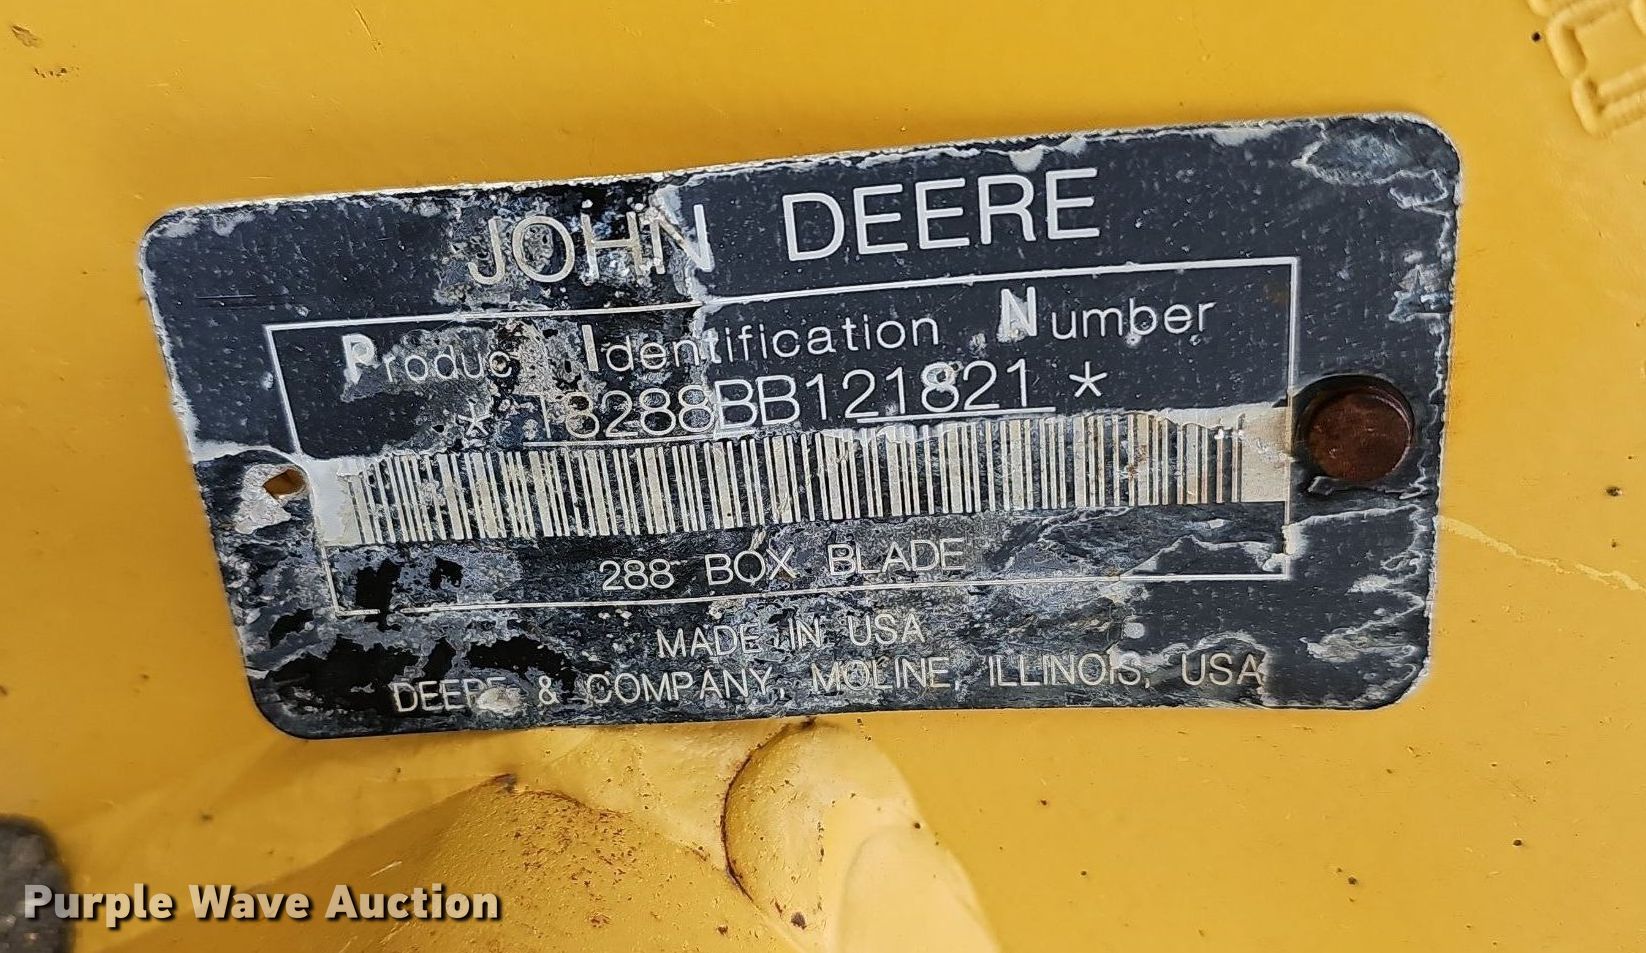 JOHN DEERE
Product Identification Number
* T8288BB121821 *
288 BOX BLADE
MADE IN USA
DEERE & COMPANY, MOLINE, ILLINOIS, USA
Purple Wave Auction